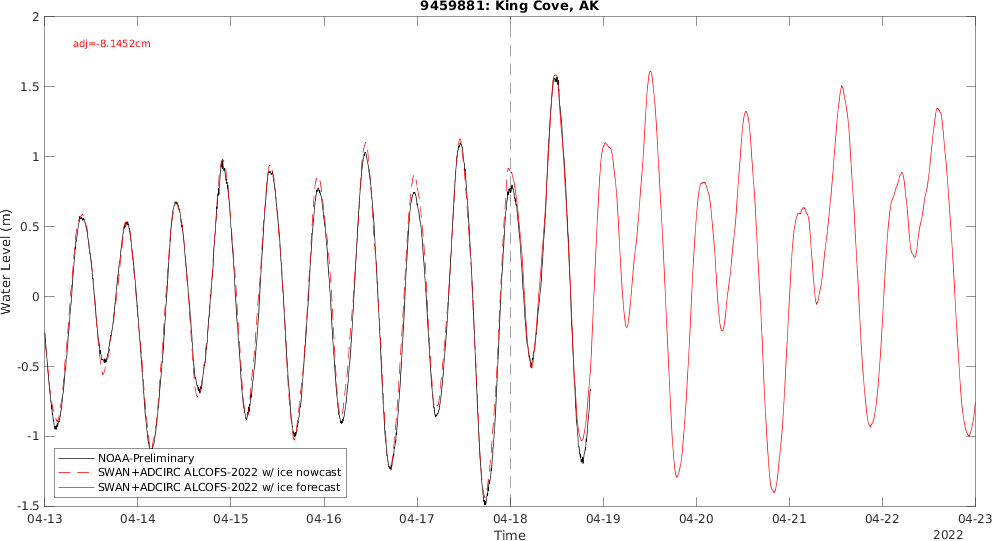 9459881: King Cove, AK
adj=-8.1452cm
2
1.5
1
0.5
0
-0.5
-1
-1.5
Water Level (m)
NOAA-Preliminary
SWAN+ADCIRC ALCOFS-2022 w/ ice nowcast
SWAN+ADCIRC ALCOFS-2022 w/ ice forecast
04-13 04-14 04-15 04-16 04-17 04-18 04-19 04-20 04-21 04-22 04-23
Time
2022